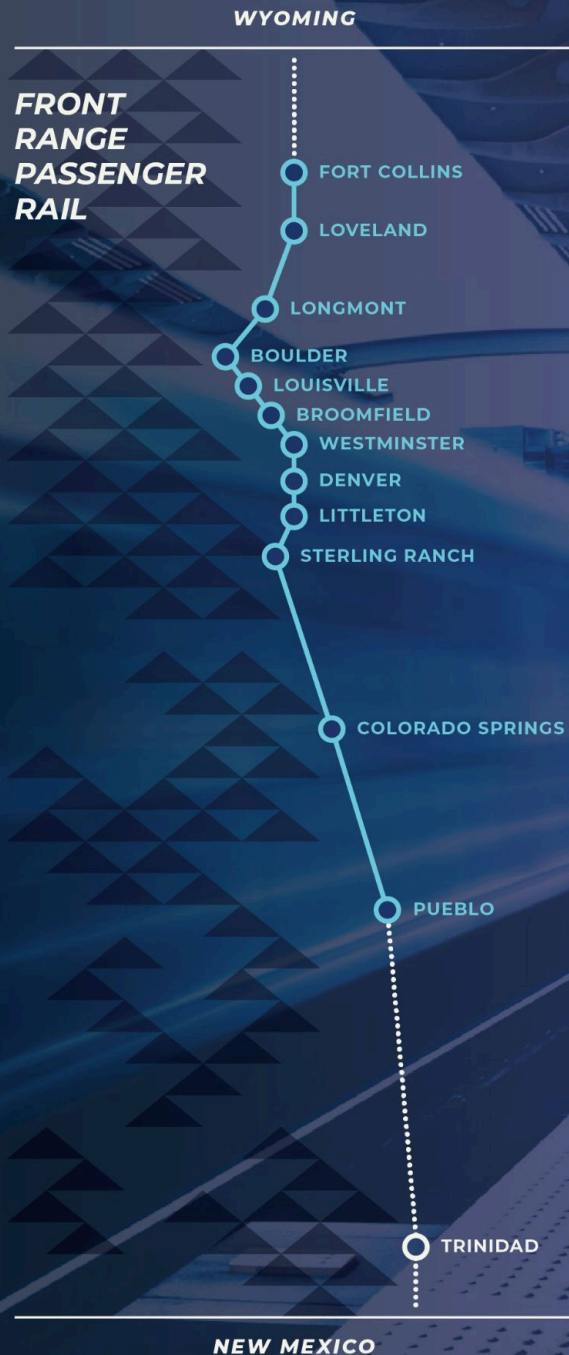 WYOMING
FRONT
RANGE
PASSENGER
RAIL
FORT COLLINS
LOVELAND
LONGMONT
BOULDER
LOUISVILLE
BROOMFIELD
WESTMINSTER
DENVER
LITTLETON
STERLING RANCH
COLORADO SPRINGS
PUEBLO
TRINIDAD
NEW MEXICO